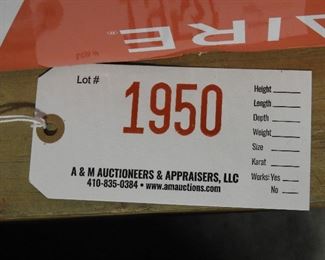 AIRE
Lot #
1950
A & M AUCTIONEERS & APPRAISERS, LLC
410-835-0384 • www.amauctions.com
Height
Length
Depth
Weight
Size
Karat
Works: Yes
No